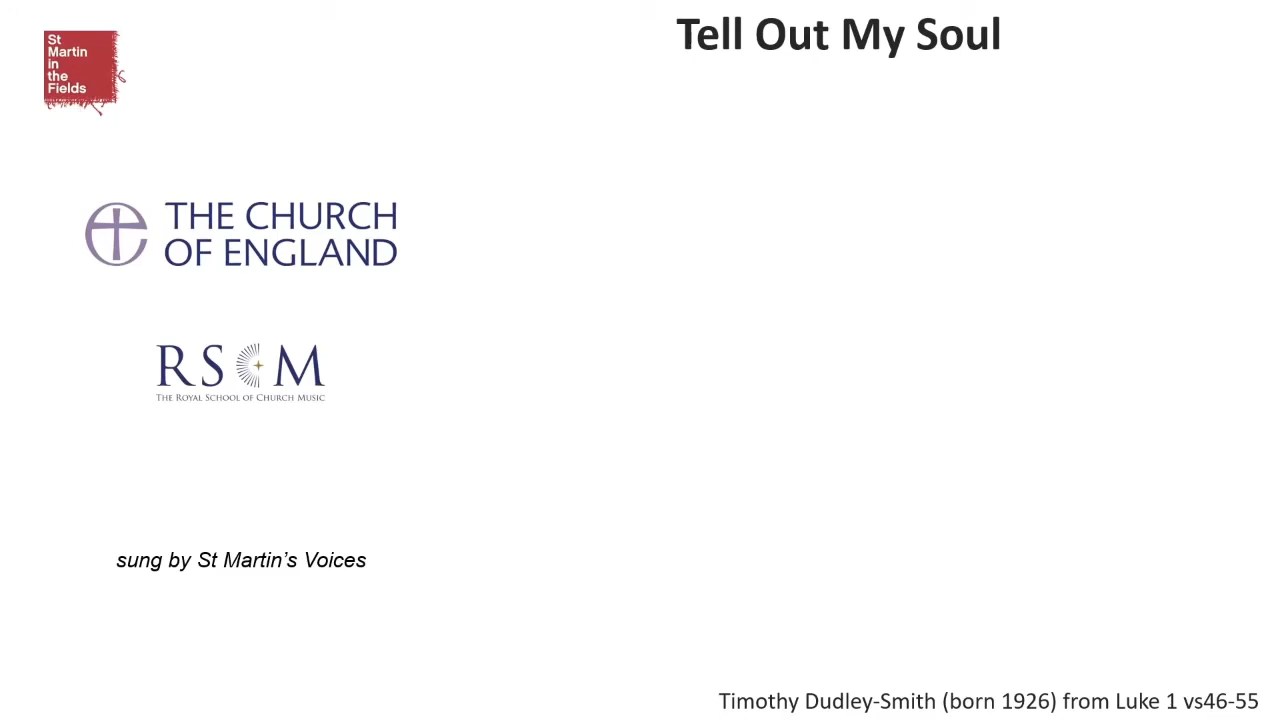 St
Martin
in
the
Fields
Tell Out My Soul
THE CHURCH
OF ENGLAND
RSCM
THE ROYAL SCHOOL OF CHURCH MUSIC
sung by St Martin’s Voices
Timothy Dudley-Smith (born 1926) from Luke 1 vs46-55